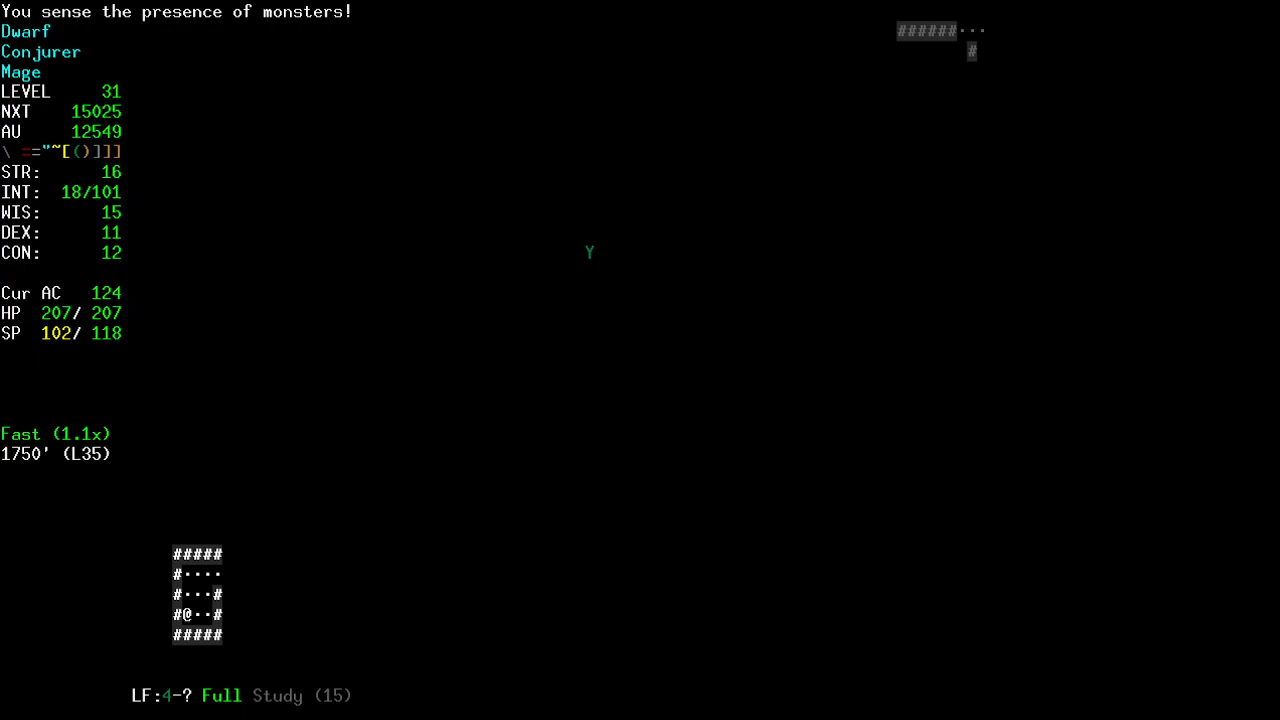 You sense the presence of monsters!
Dwarf ######···
Conjurer #
Mage
LEVEL 31
NXT 15025
AU 12549
\ =="~[()]]]
STR: 16
INT: 18/101
WIS: 15
DEX: 11
CON: 12
Y
Cur AC 124
HP 207/ 207
SP 102/ 118
Fast (1.1x)
1750' (L35)
#####
#····
#···#
#@··#
#####
LF:4-? Full Study (15)